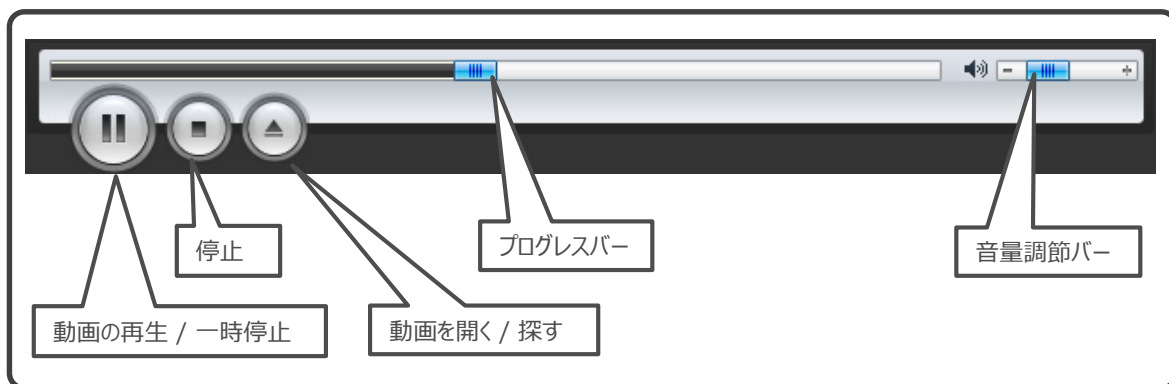 停止
プログレスバー
音量調節バー
動画の再生 / 一時停止
動画を開く / 探す